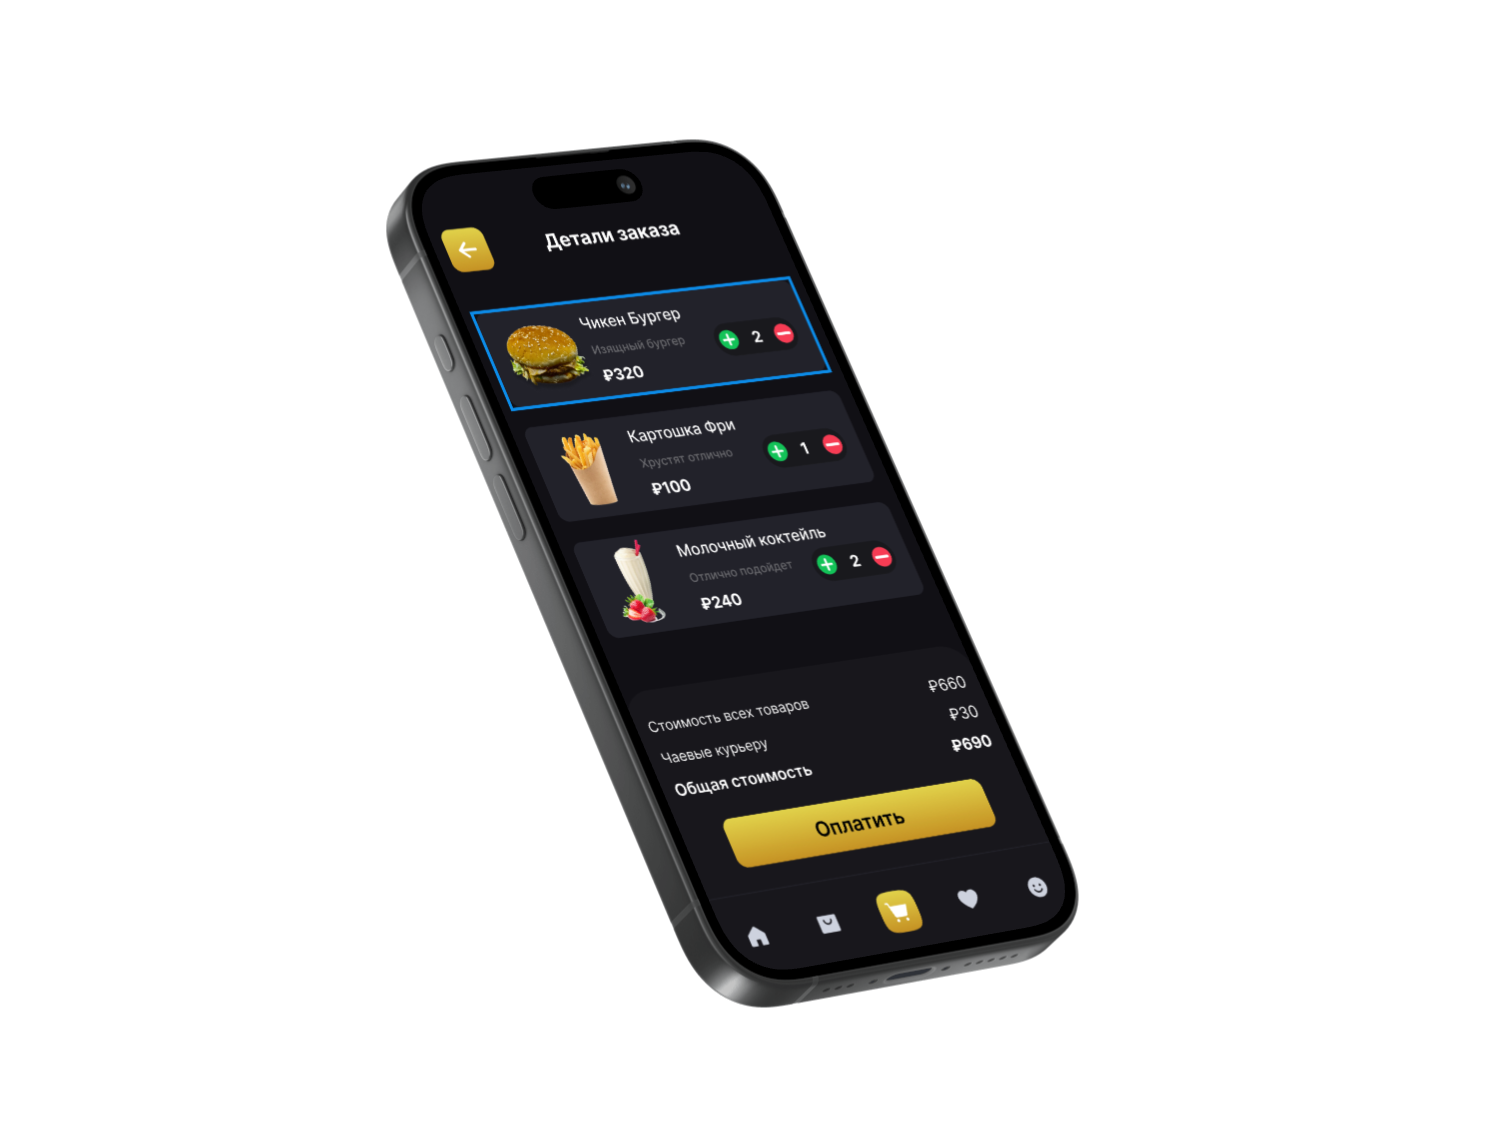 Детали заказа
Чикен Бургер
Изящный бургер
₽320
2
Картошка Фри
Хрустят отлично
₽100
1
Молочный коктейль
Отлично подойдет
₽240
2
Стоимость всех товаров ₽660
Чаевые курьеру ₽30
Общая стоимость ₽690
Оплатить